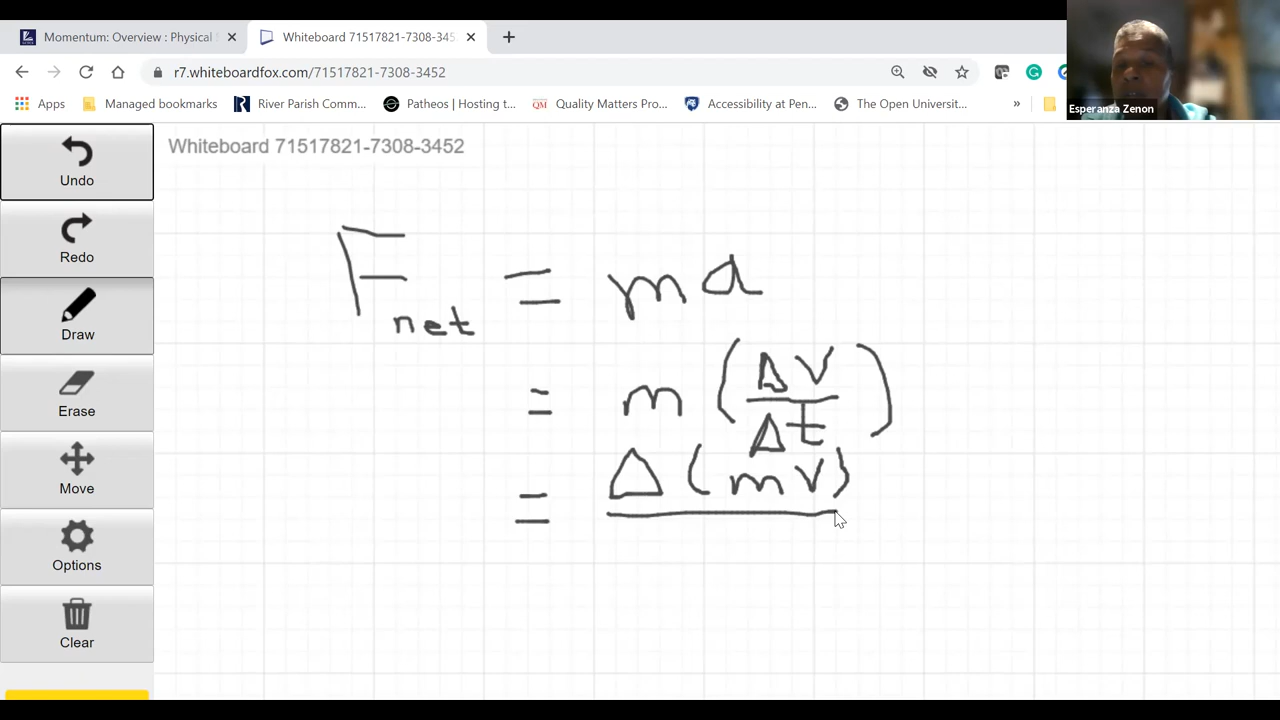 Momentum: Overview : Physical
Whiteboard 71517821-7308-345
r7.whiteboardfox.com/71517821-7308-3452
Apps
Managed bookmarks
River Parish Comm...
Patheos | Hosting t...
QM
Quality Matters Pro...
Accessibility at Pen...
The Open Universit...
»
Esperanza Zenon
Whiteboard 71517821-7308-3452
Undo
Redo
Draw
Erase
Move
Options
Clear
F net = ma
= m (Δv/Δt)
= Δ(mv)